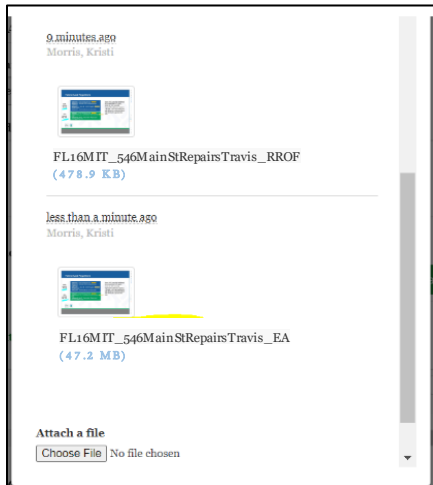 9 minutes ago
Morris, Kristi
FL16MIT_546MainStRepairsTravis_RROF
(478.9 KB)
less than a minute ago
Morris, Kristi
FL16MIT_546MainStRepairsTravis_EA
(47.2 MB)
Attach a file
Choose File No file chosen